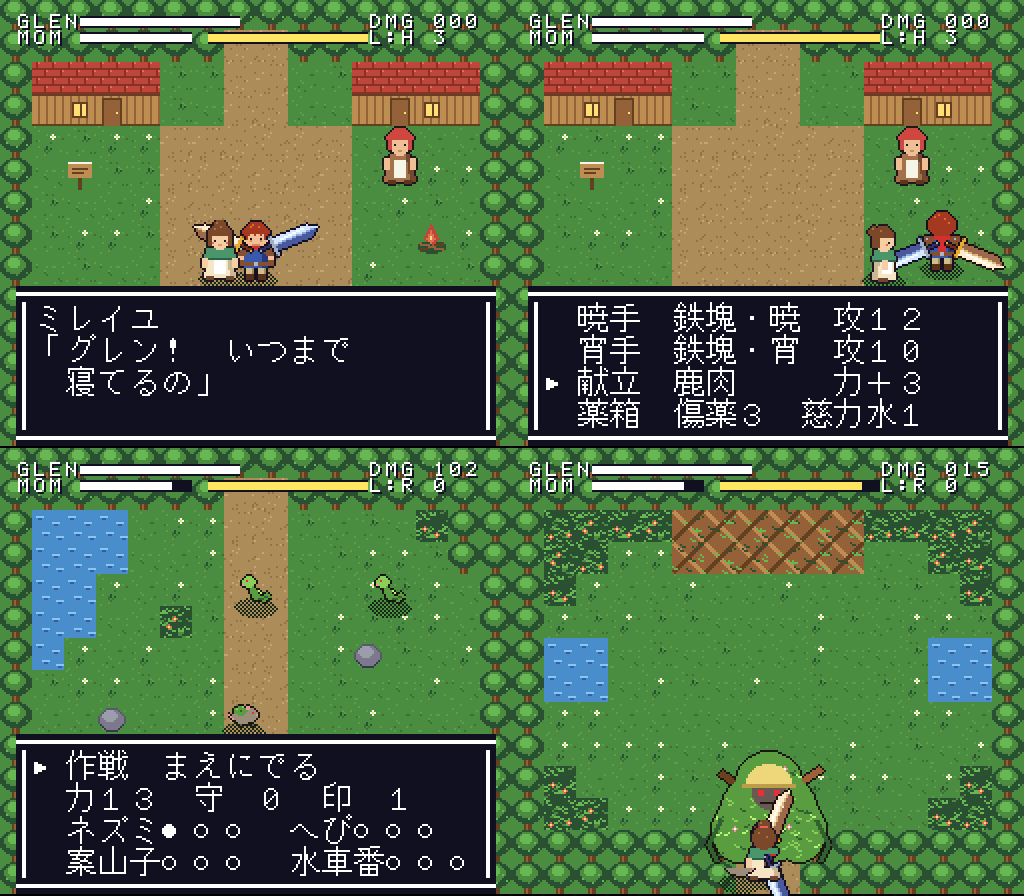 GLEN DMG 000
MOM L:H 3
ミレイユ
「グレン!　いつまで
寝てるの」
GLEN DMG 000
MOM L:H 3
暁手　鉄塊・暁　攻12
宵手　鉄塊・宵　攻10
▶献立　鹿肉　力+3
薬箱　傷薬3　慈力水1
GLEN DMG 102
MOM L:R 0
▶作戦　まえにでる
力13　守　0　印　1
ネズミ●○○　へび○○○
案山子○○○　水車番○○○
GLEN DMG 015
MOM L:R 0